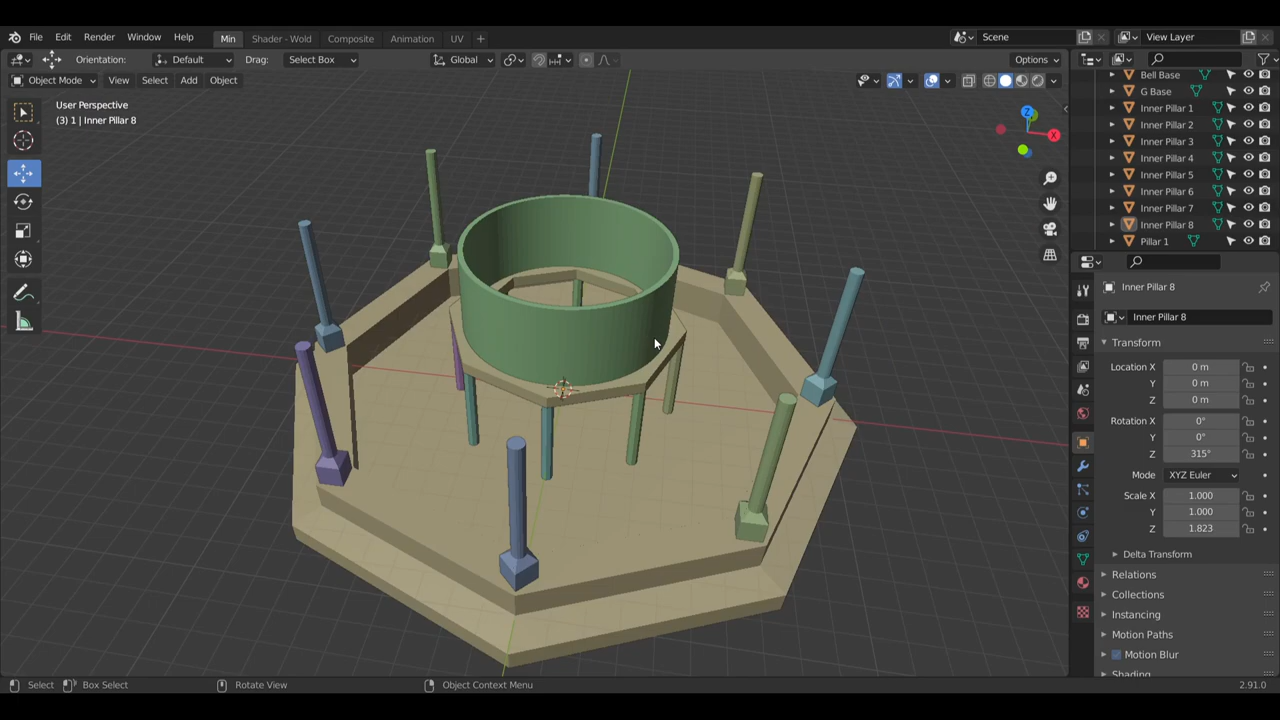 File Edit Render Window Help Min Shader - Wold Composite Animation UV + Scene View Layer
Orientation: Default Drag: Select Box Global Options
Object Mode View Select Add Object
User Perspective
(3) 1 | Inner Pillar 8
Z
X
Bell Base
G Base
Inner Pillar 1
Inner Pillar 2
Inner Pillar 3
Inner Pillar 4
Inner Pillar 5
Inner Pillar 6
Inner Pillar 7
Inner Pillar 8
Pillar 1
Inner Pillar 8
Inner Pillar 8
Transform
Location X 0 m
Y 0 m
Z 0 m
Rotation X 0°
Y 0°
Z 315°
Mode XYZ Euler
Scale X 1.000
Y 1.000
Z 1.823
Delta Transform
Relations
Collections
Instancing
Motion Paths
Motion Blur
Shading
Select Box Select Rotate View Object Context Menu 2.91.0